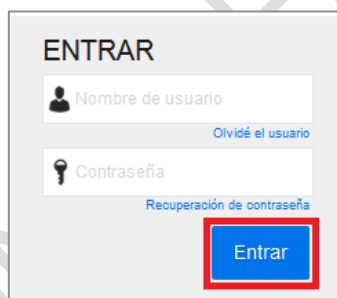 ENTRAR
Nombre de usuario
Olvidé el usuario
Contraseña
Recuperación de contraseña
Entrar